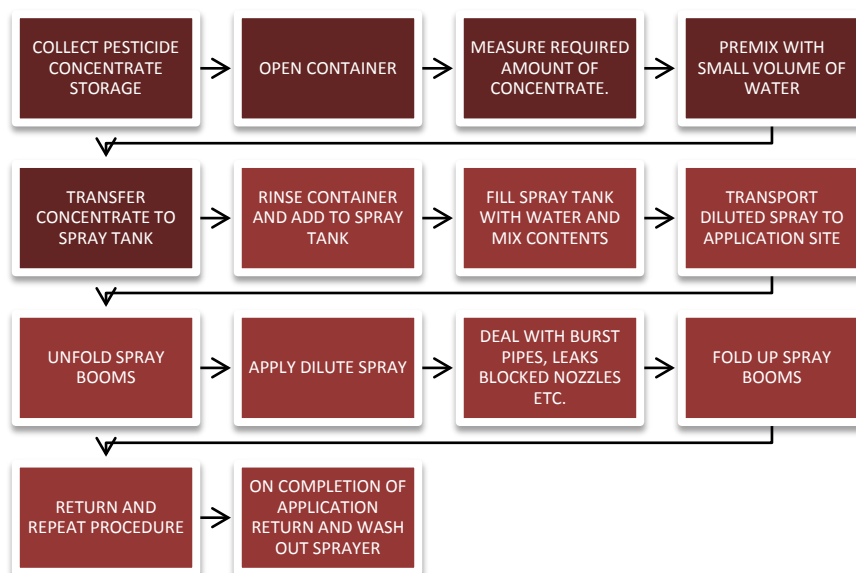 COLLECT PESTICIDE
CONCENTRATE
STORAGE
OPEN CONTAINER
MEASURE REQUIRED
AMOUNT OF
CONCENTRATE.
PREMIX WITH
SMALL VOLUME OF
WATER
TRANSFER
CONCENTRATE TO
SPRAY TANK
RINSE CONTAINER
AND ADD TO SPRAY
TANK
FILL SPRAY TANK
WITH WATER AND
MIX CONTENTS
TRANSPORT
DILUTED SPRAY TO
APPLICATION SITE
UNFOLD SPRAY
BOOMS
APPLY DILUTE SPRAY
DEAL WITH BURST
PIPES, LEAKS
BLOCKED NOZZLES
ETC.
FOLD UP SPRAY
BOOMS
RETURN AND
REPEAT PROCEDURE
ON COMPLETION OF
APPLICATION
RETURN AND WASH
OUT SPRAYER